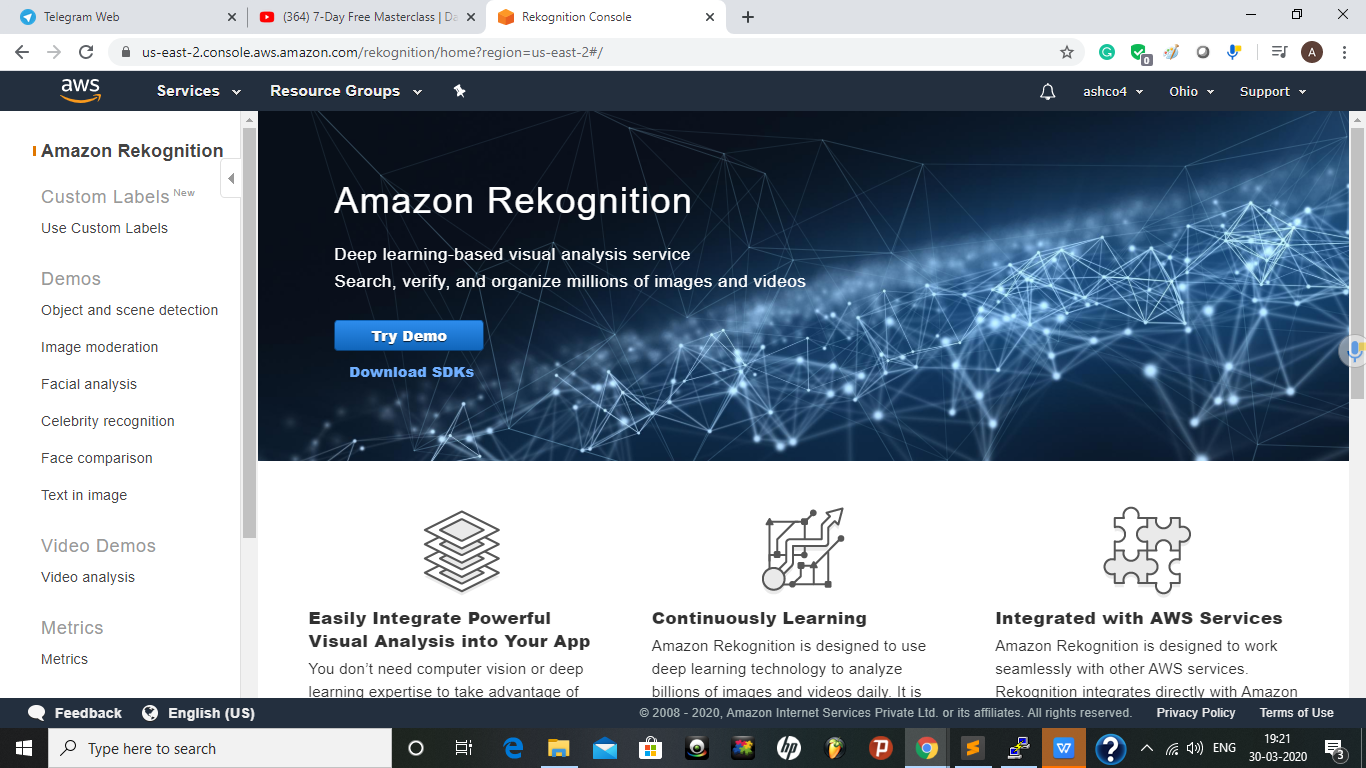 Telegram Web
(364) 7-Day Free Masterclass | Da
Rekognition Console
us-east-2.console.aws.amazon.com/rekognition/home?region=us-east-2#/
0
A
aws
Services
Resource Groups
ashco4
Ohio
Support
Amazon Rekognition
Custom Labels New
Use Custom Labels
Demos
Object and scene detection
Image moderation
Facial analysis
Celebrity recognition
Face comparison
Text in image
Video Demos
Video analysis
Metrics
Metrics
Amazon Rekognition
Deep learning-based visual analysis service
Search, verify, and organize millions of images and videos
Try Demo
Download SDKs
Easily Integrate Powerful
Visual Analysis into Your App
You don’t need computer vision or deep
learning expertise to take advantage of
Continuously Learning
Amazon Rekognition is designed to use
deep learning technology to analyze
billions of images and videos daily. It is
Integrated with AWS Services
Amazon Rekognition is designed to work
seamlessly with other AWS services.
Rekognition integrates directly with Amazon
Feedback
English (US)
© 2008 - 2020, Amazon Internet Services Private Ltd. or its affiliates. All rights reserved.
Privacy Policy
Terms of Use
Type here to search
hp
ENG
19:21
30-03-2020
3